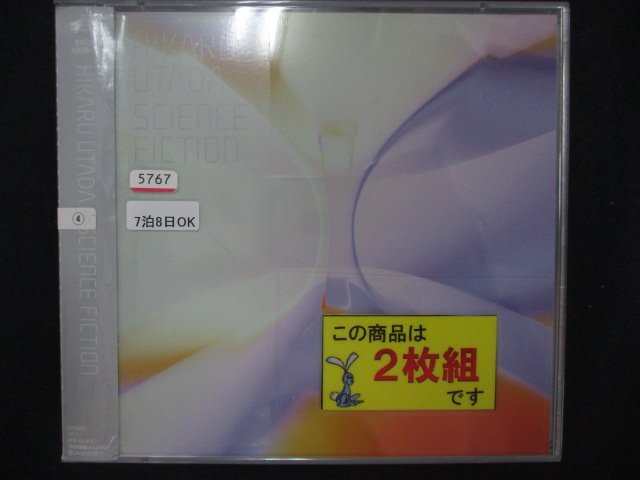 HIKARU
UTADA
SCIENCE
FICTION
5767
7泊8日OK
HIKARU UTADA SCIENCE FICTION
④
この商品は
2枚組
です
STEREO